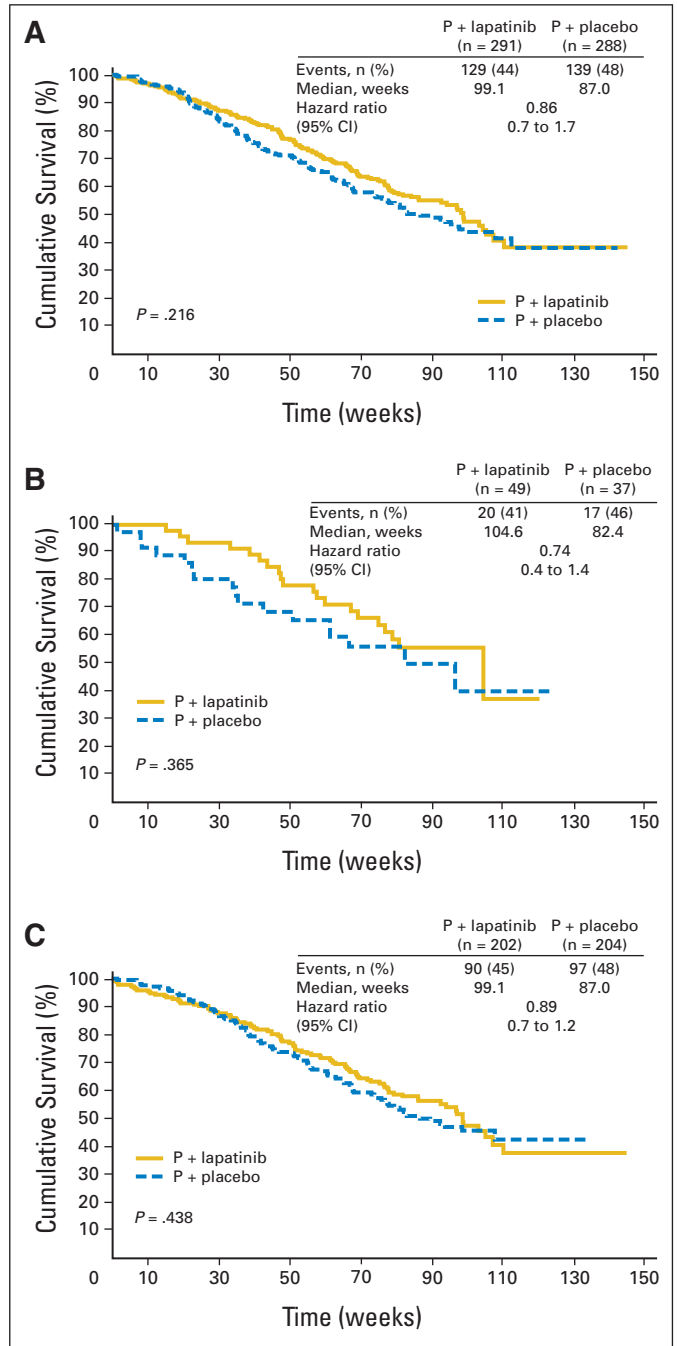 A
P + lapatinib P + placebo
(n = 291) (n = 288)
Events, n (%) 129 (44) 139 (48)
Median, weeks 99.1 87.0
Hazard ratio 0.86
(95% CI) 0.7 to 1.7
Cumulative Survival (%)
100
90
80
70
60
50
40
30
20
10
P + lapatinib
P + placebo
P = .216
0 10 30 50 70 90 110 130 150
Time (weeks)
B
P + lapatinib P + placebo
(n = 49) (n = 37)
Events, n (%) 20 (41) 17 (46)
Median, weeks 104.6 82.4
Hazard ratio 0.74
(95% CI) 0.4 to 1.4
Cumulative Survival (%)
100
90
80
70
60
50
40
30
20
10
P + lapatinib
P + placebo
P = .365
0 10 30 50 70 90 110 130 150
Time (weeks)
C
P + lapatinib P + placebo
(n = 202) (n = 204)
Events, n (%) 90 (45) 97 (48)
Median, weeks 99.1 87.0
Hazard ratio 0.89
(95% CI) 0.7 to 1.2
Cumulative Survival (%)
100
90
80
70
60
50
40
30
20
10
P + lapatinib
P + placebo
P = .438
0 10 30 50 70 90 110 130 150
Time (weeks)